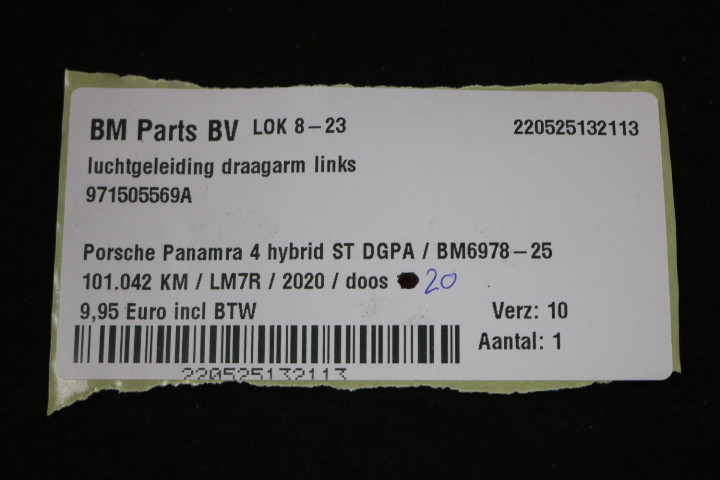 BM Parts BV LOK 8-23 220525132113
luchtgeleiding draagarm links
971505569A
Porsche Panamra 4 hybrid ST DGPA / BM6978-25
101.042 KM / LM7R / 2020 / doos 20
9,95 Euro incl BTW Verz: 10
Aantal: 1
220525132113